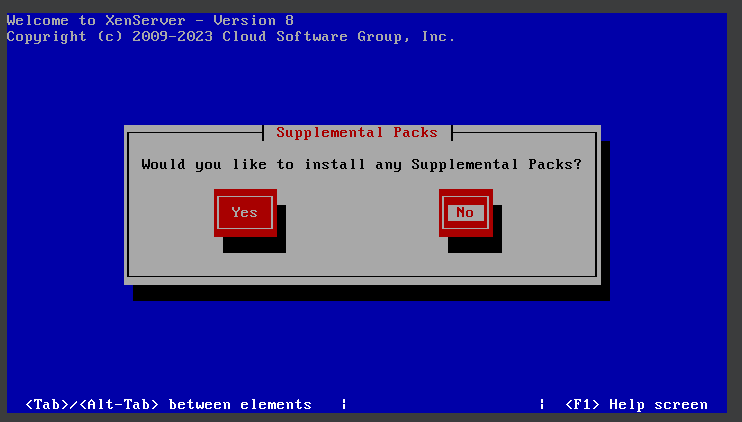 Welcome to XenServer - Version 8
Copyright (c) 2009-2023 Cloud Software Group, Inc.
Supplemental Packs
Would you like to install any Supplemental Packs?
Yes No
<Tab>/<Alt-Tab> between elements | | <F1> Help screen